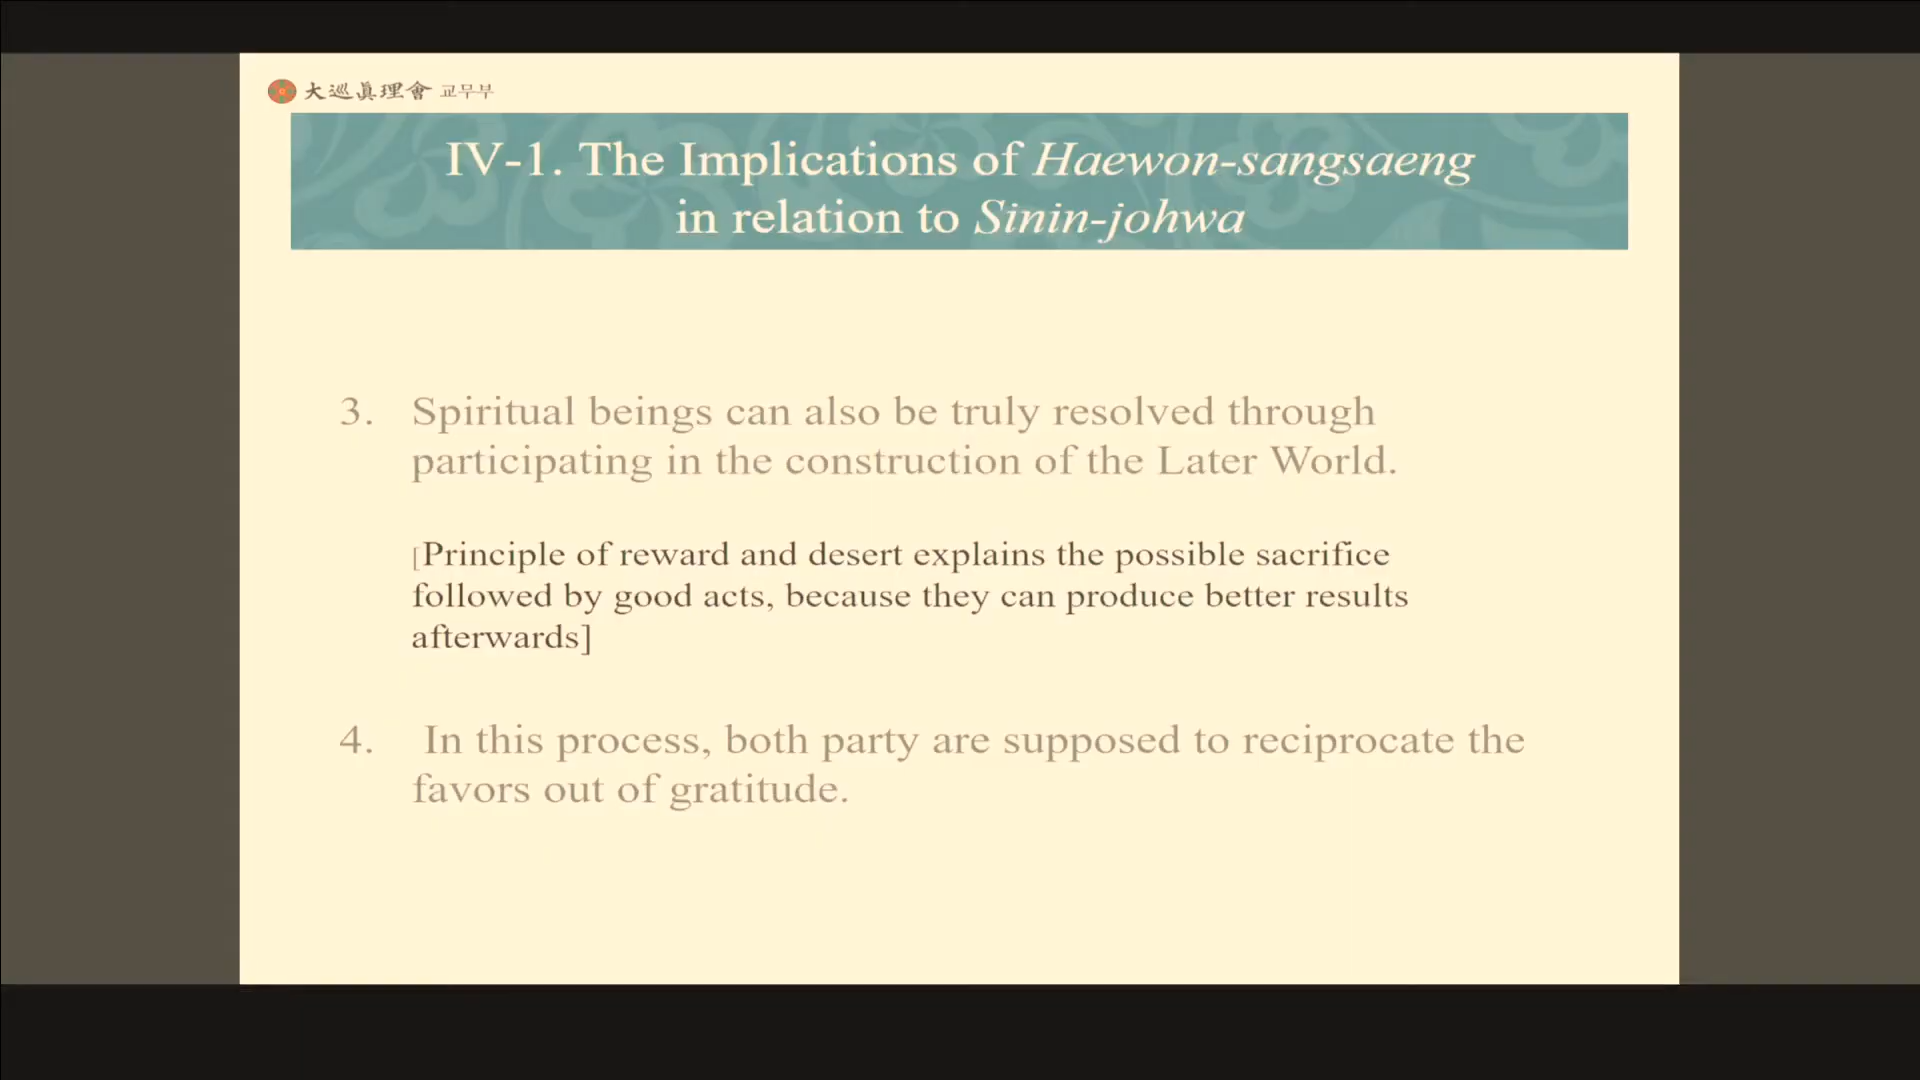 大巡眞理會 교무부
IV-1. The Implications of Haewon-sangsaeng
in relation to Sinin-johwa
3. Spiritual beings can also be truly resolved through
participating in the construction of the Later World.
[Principle of reward and desert explains the possible sacrifice
followed by good acts, because they can produce better results
afterwards]
4. In this process, both party are supposed to reciprocate the
favors out of gratitude.